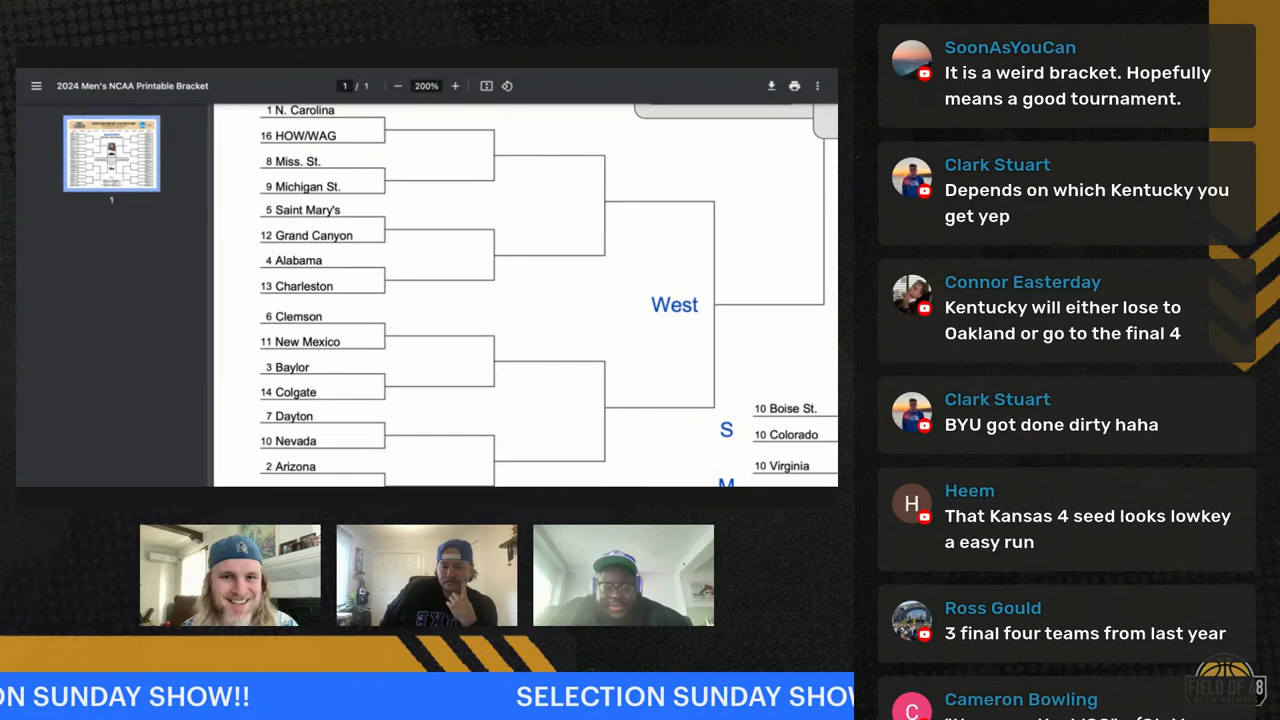 2024 Men's NCAA Printable Bracket
1 / 1
200%
1
1 N. Carolina
16 HOW/WAG
8 Miss. St.
9 Michigan St.
5 Saint Mary's
12 Grand Canyon
4 Alabama
13 Charleston
6 Clemson
11 New Mexico
3 Baylor
14 Colgate
7 Dayton
10 Nevada
2 Arizona
West
S
M
10 Boise St.
10 Colorado
10 Virginia
SoonAsYouCan
It is a weird bracket. Hopefully
means a good tournament.
Clark Stuart
Depends on which Kentucky you
get yep
Connor Easterday
Kentucky will either lose to
Oakland or go to the final 4
Clark Stuart
BYU got done dirty haha
H
Heem
That Kansas 4 seed looks lowkey
a easy run
Ross Gould
3 final four teams from last year
C
Cameron Bowling
FIELD OF 68
ON SUNDAY SHOW!! SELECTION SUNDAY SHOW